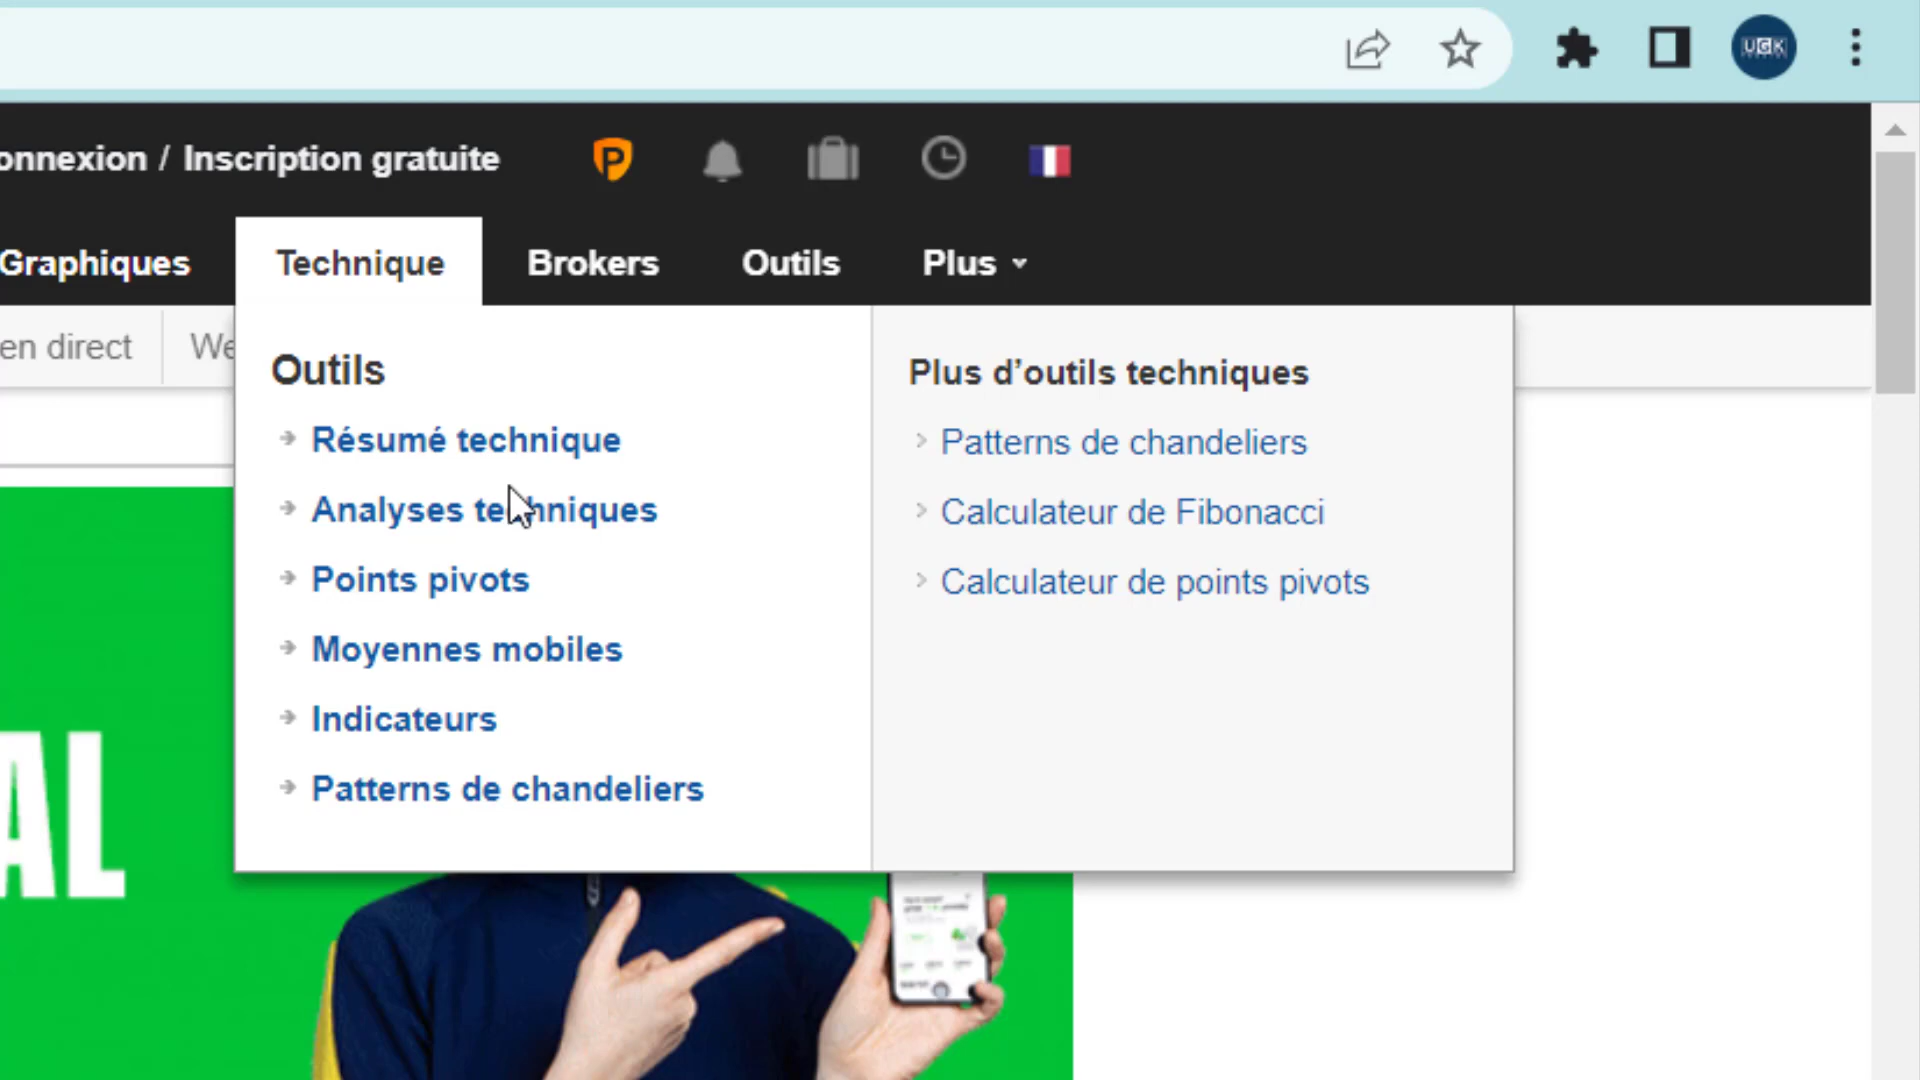 UGK
onnexion / Inscription gratuite
P
Graphiques
Technique
Brokers
Outils
Plus
en direct
We
Outils
Résumé technique
Analyses techniques
Points pivots
Moyennes mobiles
Indicateurs
Patterns de chandeliers
Plus d’outils techniques
Patterns de chandeliers
Calculateur de Fibonacci
Calculateur de points pivots
AL